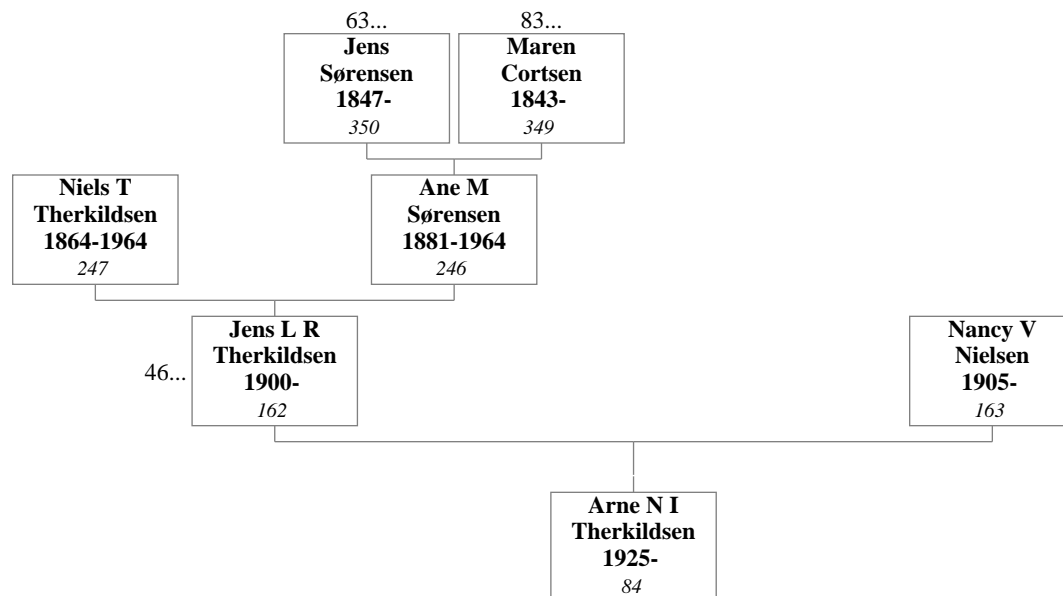 63...
83...
Jens
Sørensen
1847-
350
Maren
Cortsen
1843-
349
Niels T
Therkildsen
1864-1964
247
Ane M
Sørensen
1881-1964
246
46...
Jens L R
Therkildsen
1900-
162
Nancy V
Nielsen
1905-
163
Arne N I
Therkildsen
1925-
84